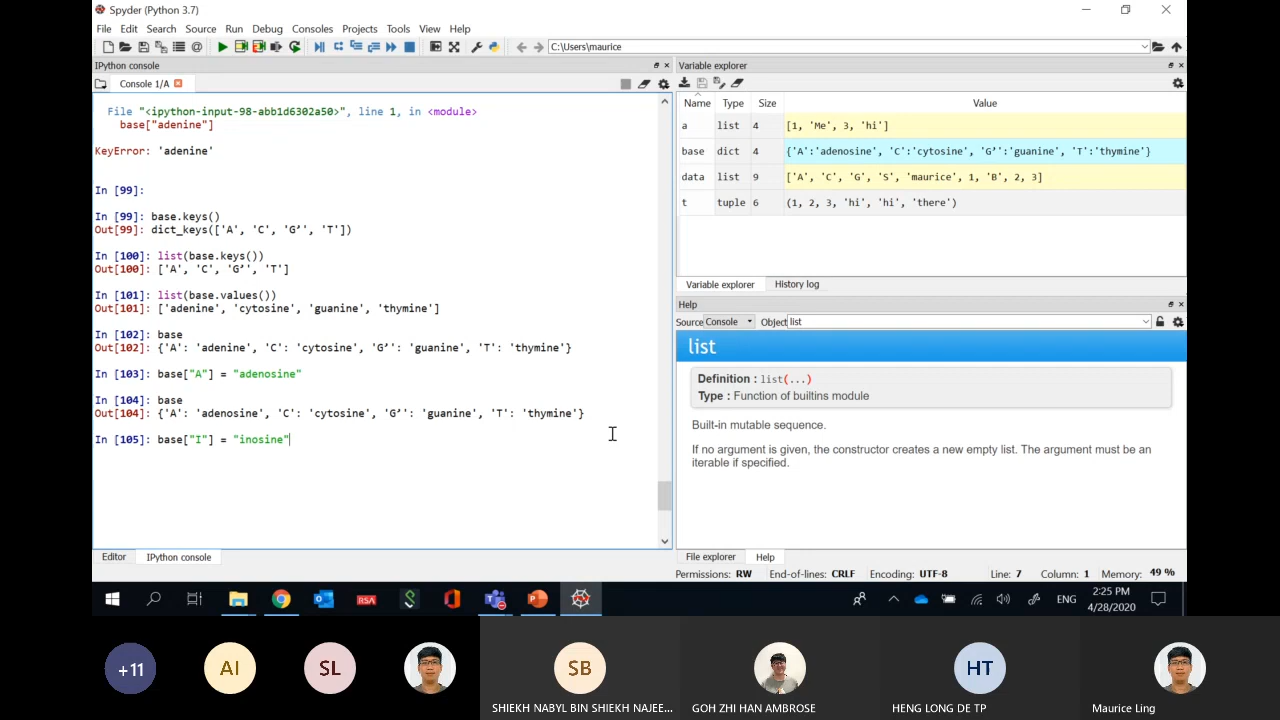 Spyder (Python 3.7)
File Edit Search Source Run Debug Consoles Projects Tools View Help
C:\Users\maurice
IPython console
Console 1/A
File "<ipython-input-98-abb1d6302a50>", line 1, in <module>
base["adenine"]
KeyError: 'adenine'
In [99]:
In [99]: base.keys()
Out[99]: dict_keys(['A', 'C', 'G’', 'T'])
In [100]: list(base.keys())
Out[100]: ['A', 'C', 'G’', 'T']
In [101]: list(base.values())
Out[101]: ['adenine', 'cytosine', 'guanine', 'thymine']
In [102]: base
Out[102]: {'A': 'adenine', 'C': 'cytosine', 'G’': 'guanine', 'T': 'thymine'}
In [103]: base["A"] = "adenosine"
In [104]: base
Out[104]: {'A': 'adenosine', 'C': 'cytosine', 'G’': 'guanine', 'T': 'thymine'}
In [105]: base["I"] = "inosine"
Editor IPython console
Variable explorer
Name Type Size Value
a list 4 [1, 'Me', 3, 'hi']
base dict 4 {'A':'adenosine', 'C':'cytosine', 'G’':'guanine', 'T':'thymine'}
data list 9 ['A', 'C', 'G', 'S', 'maurice', 1, 'B', 2, 3]
t tuple 6 (1, 2, 3, 'hi', 'hi', 'there')
Variable explorer History log
Help
Source Console Object list
list
Definition : list(...)
Type : Function of builtins module
Built-in mutable sequence.
If no argument is given, the constructor creates a new empty list. The argument must be an
iterable if specified.
File explorer Help
Permissions: RW End-of-lines: CRLF Encoding: UTF-8 Line: 7 Column: 1 Memory: 49 %
RSA
ENG
2:25 PM
4/28/2020
+11
AI
SL
SB
HT
SHIEKH NABYL BIN SHIEKH NAJEE...
GOH ZHI HAN AMBROSE
HENG LONG DE TP
Maurice Ling